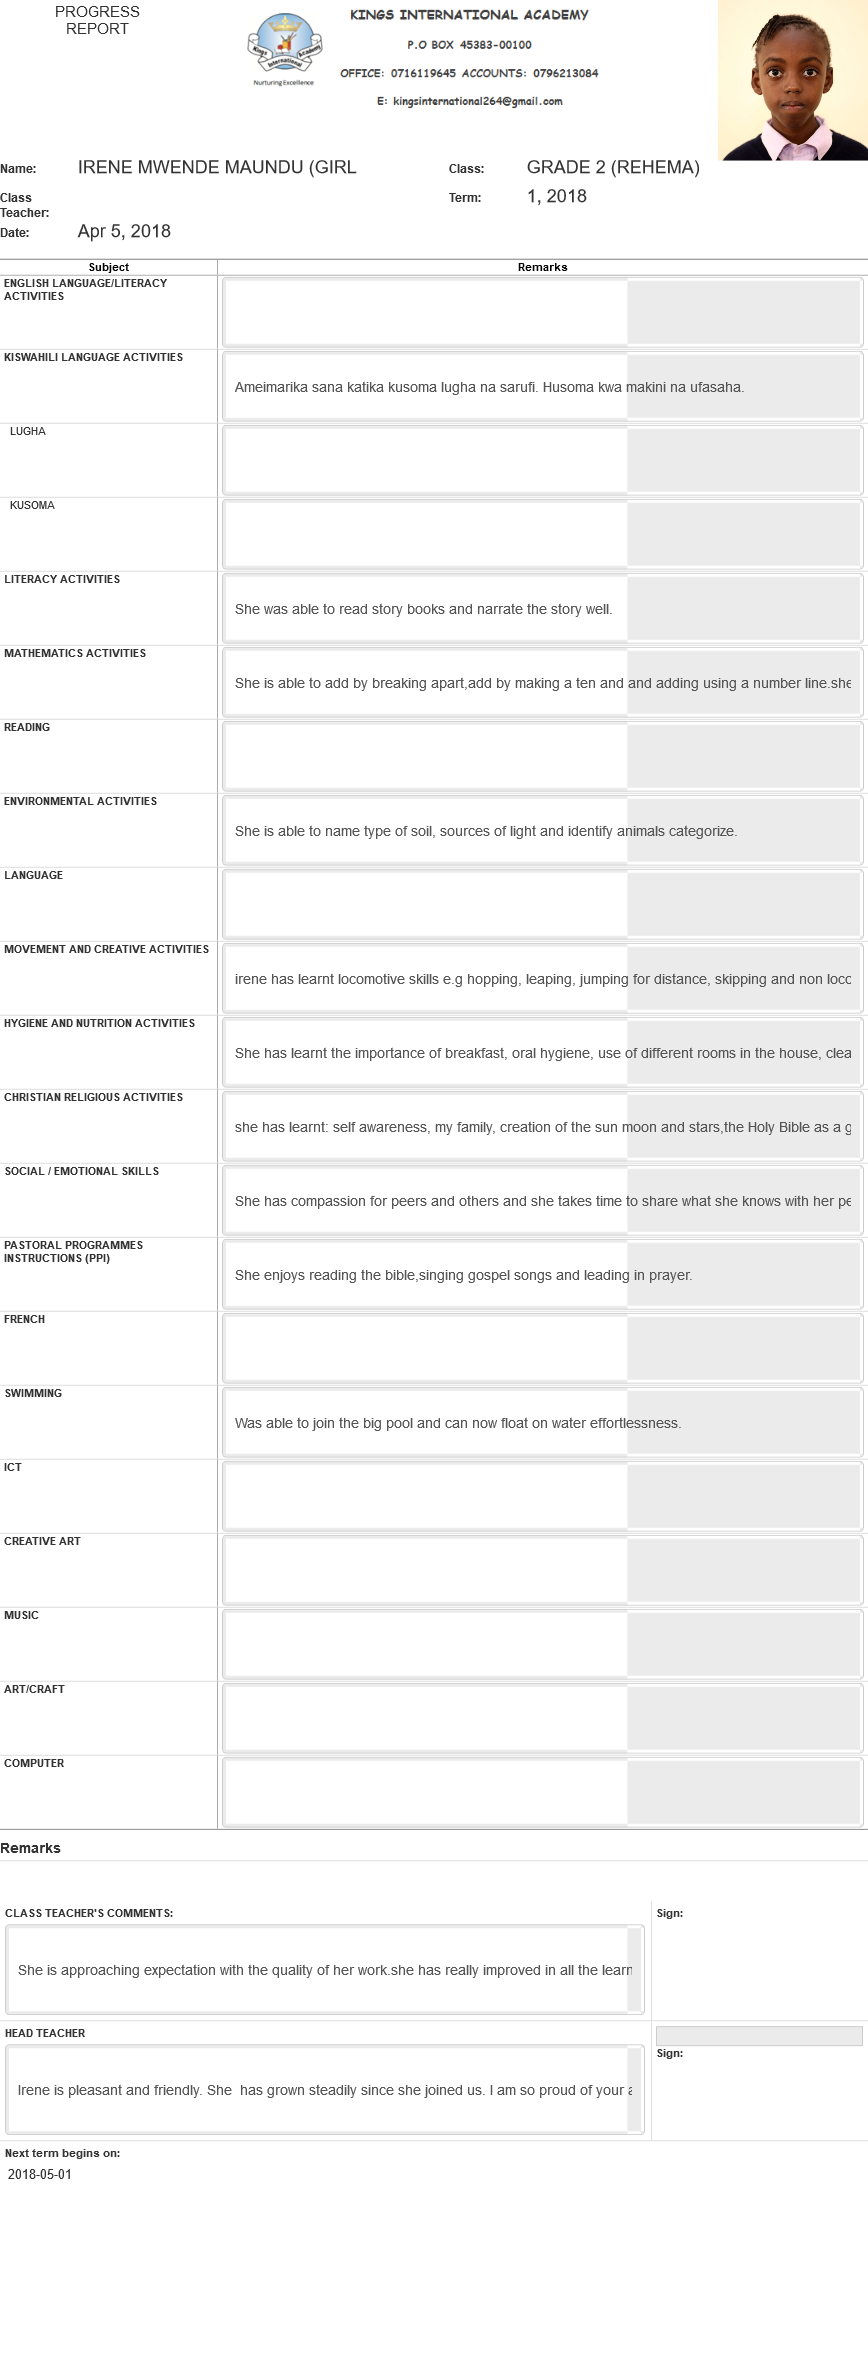 PROGRESS
REPORT
KINGS INTERNATIONAL ACADEMY
P.O BOX 45383-00100
OFFICE: 0716119645 ACCOUNTS: 0796213084
E: kingsinternational264@gmail.com
Kings International Academy
Nurturing Excellence
Name: IRENE MWENDE MAUNDU (GIRL Class: GRADE 2 (REHEMA)
Class Term: 1, 2018
Teacher:
Date: Apr 5, 2018
Subject Remarks
ENGLISH LANGUAGE/LITERACY
ACTIVITIES
KISWAHILI LANGUAGE ACTIVITIES
Ameimarika sana katika kusoma lugha na sarufi. Husoma kwa makini na ufasaha.
LUGHA
KUSOMA
LITERACY ACTIVITIES
She was able to read story books and narrate the story well.
MATHEMATICS ACTIVITIES
She is able to add by breaking apart,add by making a ten and and adding using a number line.she
READING
ENVIRONMENTAL ACTIVITIES
She is able to name type of soil, sources of light and identify animals categorize.
LANGUAGE
MOVEMENT AND CREATIVE ACTIVITIES
irene has learnt locomotive skills e.g hopping, leaping, jumping for distance, skipping and non loco
HYGIENE AND NUTRITION ACTIVITIES
She has learnt the importance of breakfast, oral hygiene, use of different rooms in the house, clea
CHRISTIAN RELIGIOUS ACTIVITIES
she has learnt: self awareness, my family, creation of the sun moon and stars,the Holy Bible as a g
SOCIAL / EMOTIONAL SKILLS
She has compassion for peers and others and she takes time to share what she knows with her pe
PASTORAL PROGRAMMES
INSTRUCTIONS (PPI)
She enjoys reading the bible,singing gospel songs and leading in prayer.
FRENCH
SWIMMING
Was able to join the big pool and can now float on water effortlessness.
ICT
CREATIVE ART
MUSIC
ART/CRAFT
COMPUTER
Remarks
CLASS TEACHER'S COMMENTS: Sign:
She is approaching expectation with the quality of her work.she has really improved in all the learn
HEAD TEACHER
Sign:
Irene is pleasant and friendly. She  has grown steadily since she joined us. I am so proud of your a
Next term begins on:
2018-05-01